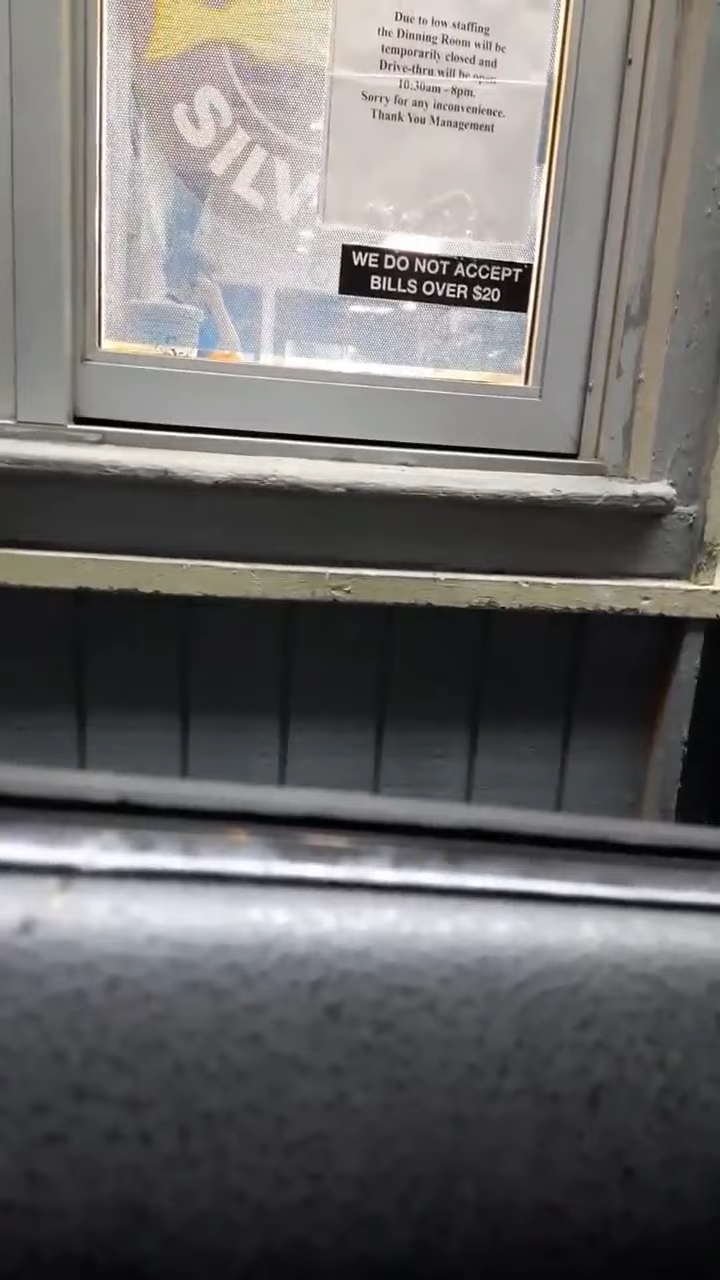 Due to low staffing
the Dinning Room will be
temporarily closed and
Drive-thru will be open
10:30am - 8pm.
Sorry for any inconvenience.
Thank You Management
SILV
WE DO NOT ACCEPT
BILLS OVER $20